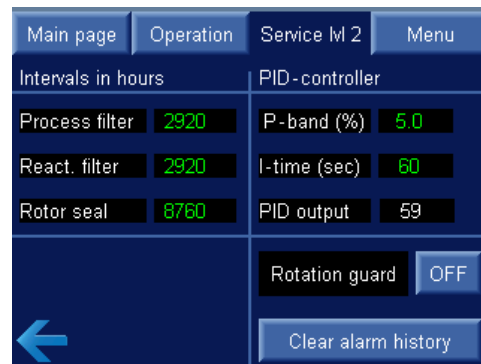 Main page Operation Service lvl 2 Menu
Intervals in hours PID-controller
Process filter 2920 P-band (%) 5.0
React. filter 2920 I-time (sec) 60
Rotor seal 8760 PID output 59
Rotation guard OFF
Clear alarm history